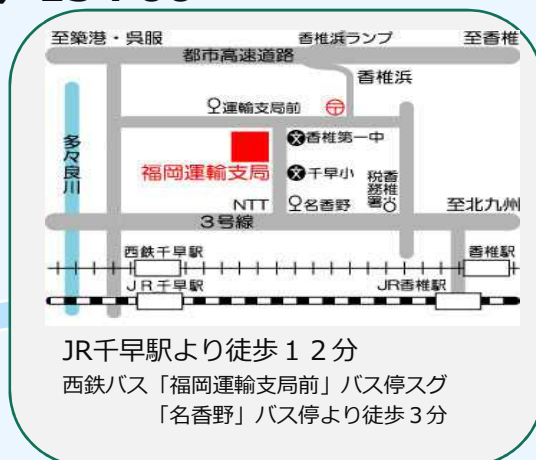 至築港・呉服
香椎浜ランプ
至香椎
都市高速道路
香椎浜
運輸支局前
〒
多々良川
文香椎第一中
福岡運輸支局
文千早小
香椎税務署
NTT
名香野
至北九州
3号線
西鉄千早駅
香椎駅
JR千早駅
JR香椎駅
JR千早駅より徒歩12分
西鉄バス「福岡運輸支局前」バス停スグ
「名香野」バス停より徒歩3分